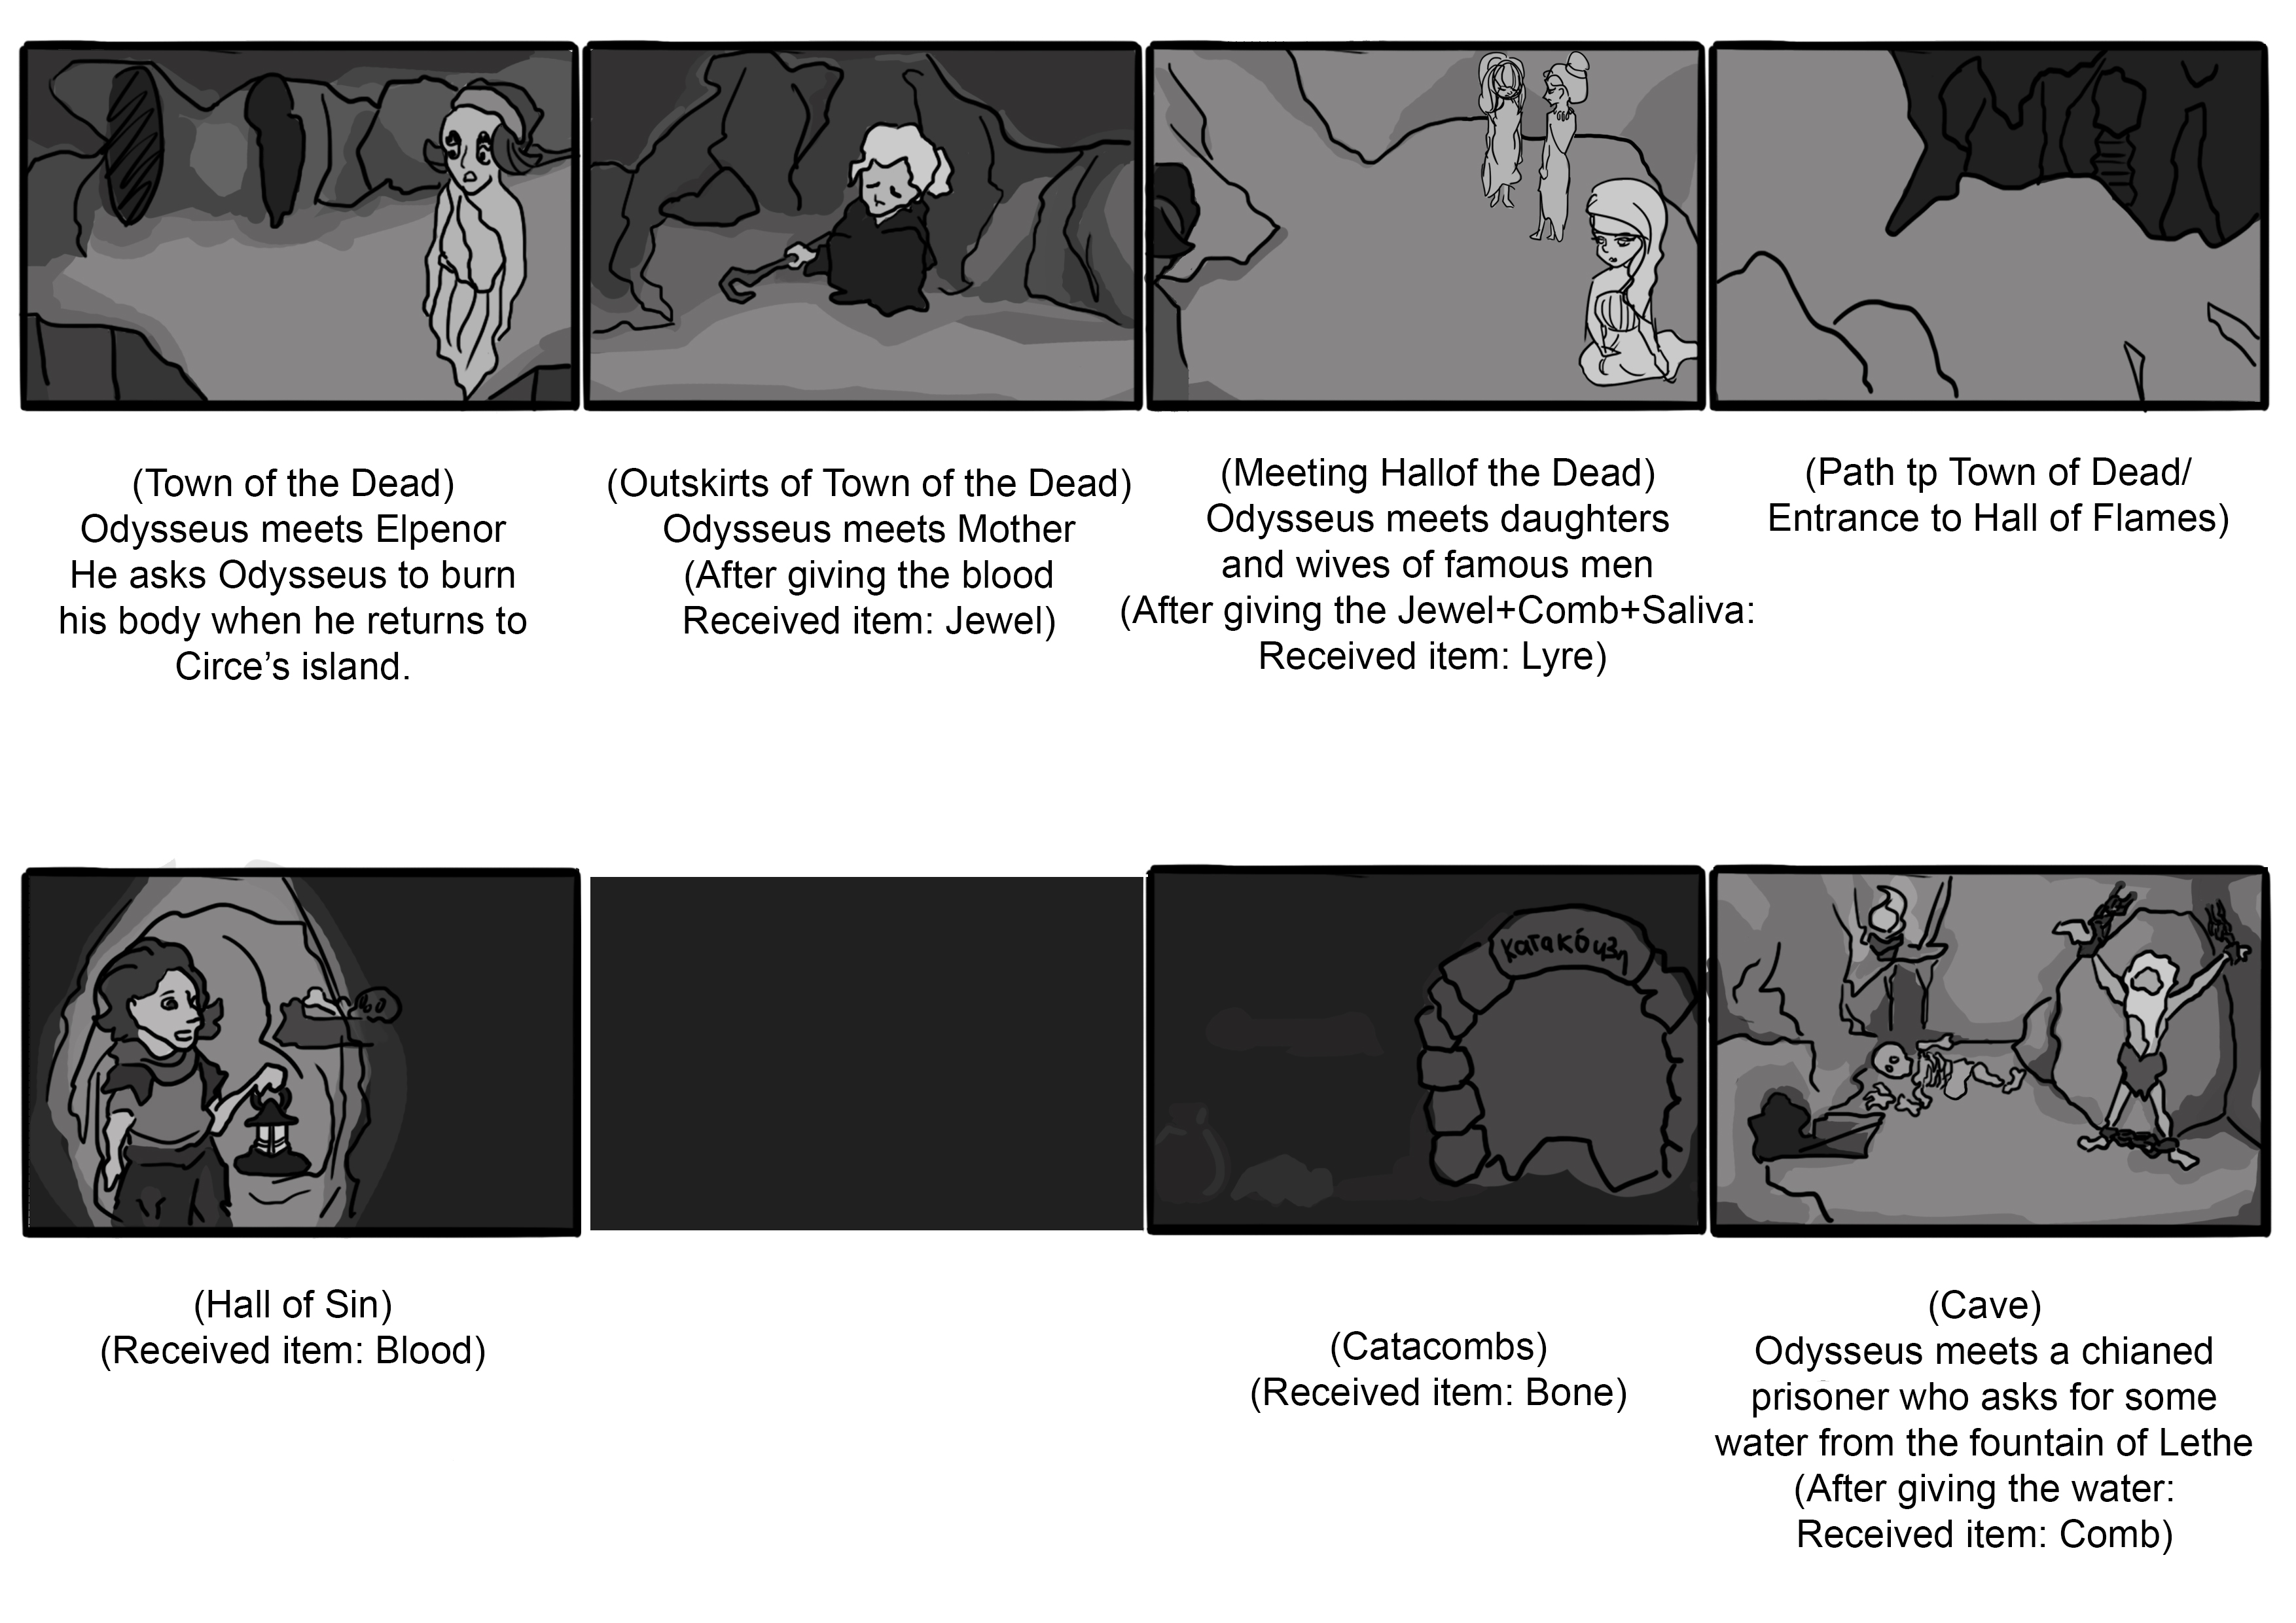 (Town of the Dead)
Odysseus meets Elpenor
He asks Odysseus to burn
his body when he returns to
Circe's island.
(Outskirts of Town of the Dead)
Odysseus meets Mother
(After giving the blood
Received item: Jewel)
(Meeting Hallof the Dead)
Odysseus meets daughters
and wives of famous men
(After giving the Jewel+Comb+Saliva:
Received item: Lyre)
(Path tp Town of Dead/
Entrance to Hall of Flames)
(Hall of Sin)
(Received item: Blood)
κατακόμβη
(Catacombs)
(Received item: Bone)
(Cave)
Odysseus meets a chianed
prisoner who asks for some
water from the fountain of Lethe
(After giving the water:
Received item: Comb)